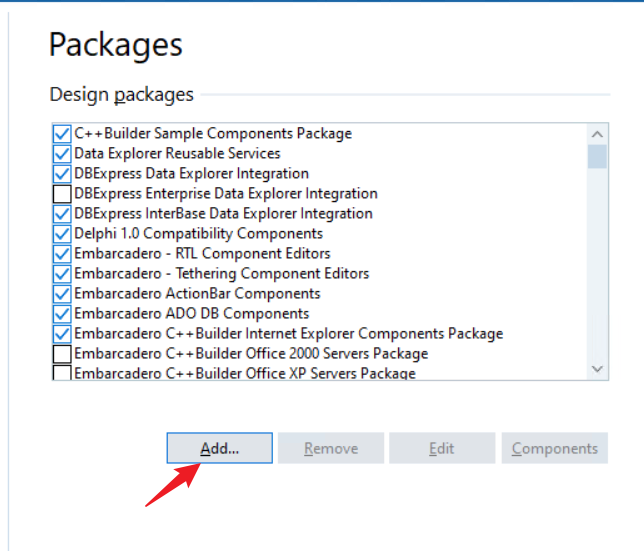 Packages
Design packages
C++Builder Sample Components Package
Data Explorer Reusable Services
DBExpress Data Explorer Integration
DBExpress Enterprise Data Explorer Integration
DBExpress InterBase Data Explorer Integration
Delphi 1.0 Compatibility Components
Embarcadero - RTL Component Editors
Embarcadero - Tethering Component Editors
Embarcadero ActionBar Components
Embarcadero ADO DB Components
Embarcadero C++Builder Internet Explorer Components Package
Embarcadero C++Builder Office 2000 Servers Package
Embarcadero C++Builder Office XP Servers Package
Add... Remove Edit Components